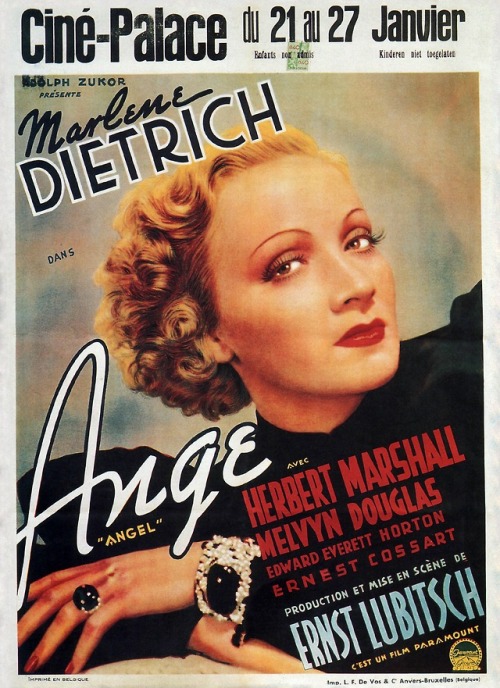 Ciné-Palace du 21 au 27 Janvier
Enfants non admis Kinderen niet toegelaten
ADOLPH ZUKOR
PRÉSENTE
Marlene
DIETRICH
DANS
Ange
"ANGEL"
AVEC
HERBERT MARSHALL
MELVYN DOUGLAS
EDWARD EVERETT HORTON
ERNEST COSSART
PRODUCTION ET MISE EN SCÈNE DE
ERNST LUBITSCH
C'EST UN FILM PARAMOUNT
Paramount
IMPRIMÉ EN BELGIQUE
Imp. L. F. De Vos & Cº Anvers-Bruxelles (Belgique)